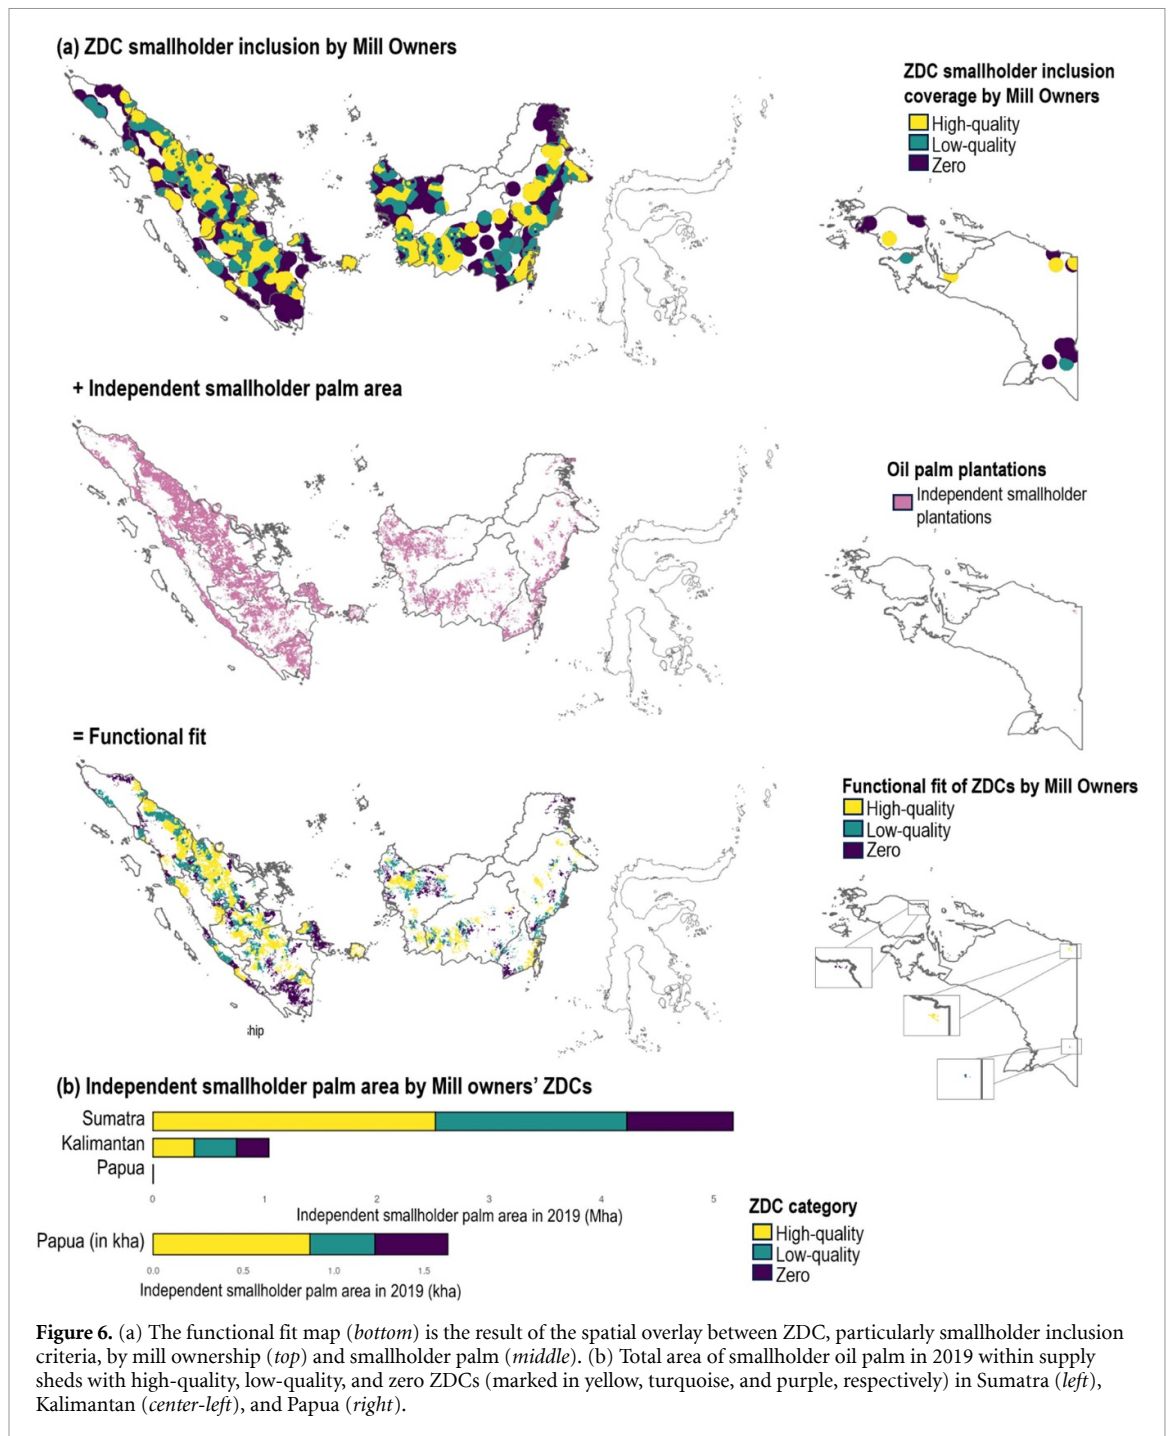 (a) ZDC smallholder inclusion by Mill Owners
ZDC smallholder inclusion
coverage by Mill Owners
High-quality
Low-quality
Zero
+ Independent smallholder palm area
Oil palm plantations
Independent smallholder
plantations
= Functional fit
Functional fit of ZDCs by Mill Owners
High-quality
Low-quality
Zero
hip
(b) Independent smallholder palm area by Mill owners’ ZDCs
Sumatra
Kalimantan
Papua
0 1 2 3 4 5
Independent smallholder palm area in 2019 (Mha)
Papua (in kha)
0.0 0.5 1.0 1.5
Independent smallholder palm area in 2019 (kha)
ZDC category
High-quality
Low-quality
Zero
Figure 6. (a) The functional fit map (bottom) is the result of the spatial overlay between ZDC, particularly smallholder inclusion
criteria, by mill ownership (top) and smallholder palm (middle). (b) Total area of smallholder oil palm in 2019 within supply
sheds with high-quality, low-quality, and zero ZDCs (marked in yellow, turquoise, and purple, respectively) in Sumatra (left),
Kalimantan (center-left), and Papua (right).